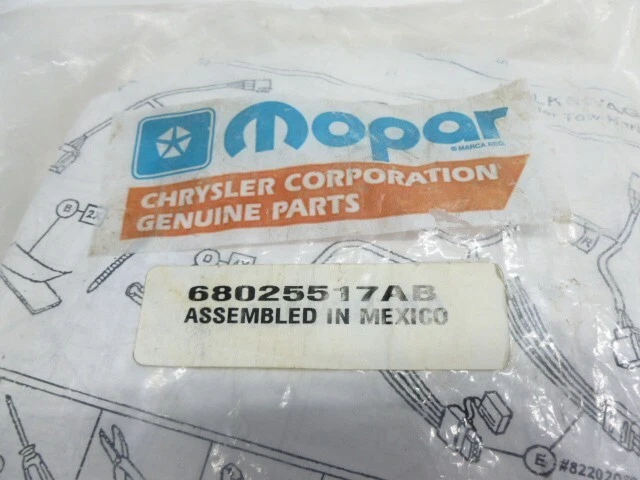 Mopar
® MARCA REG.
CHRYSLER CORPORATION
GENUINE PARTS
B
R
68025517AB
ASSEMBLED IN MEXICO
E